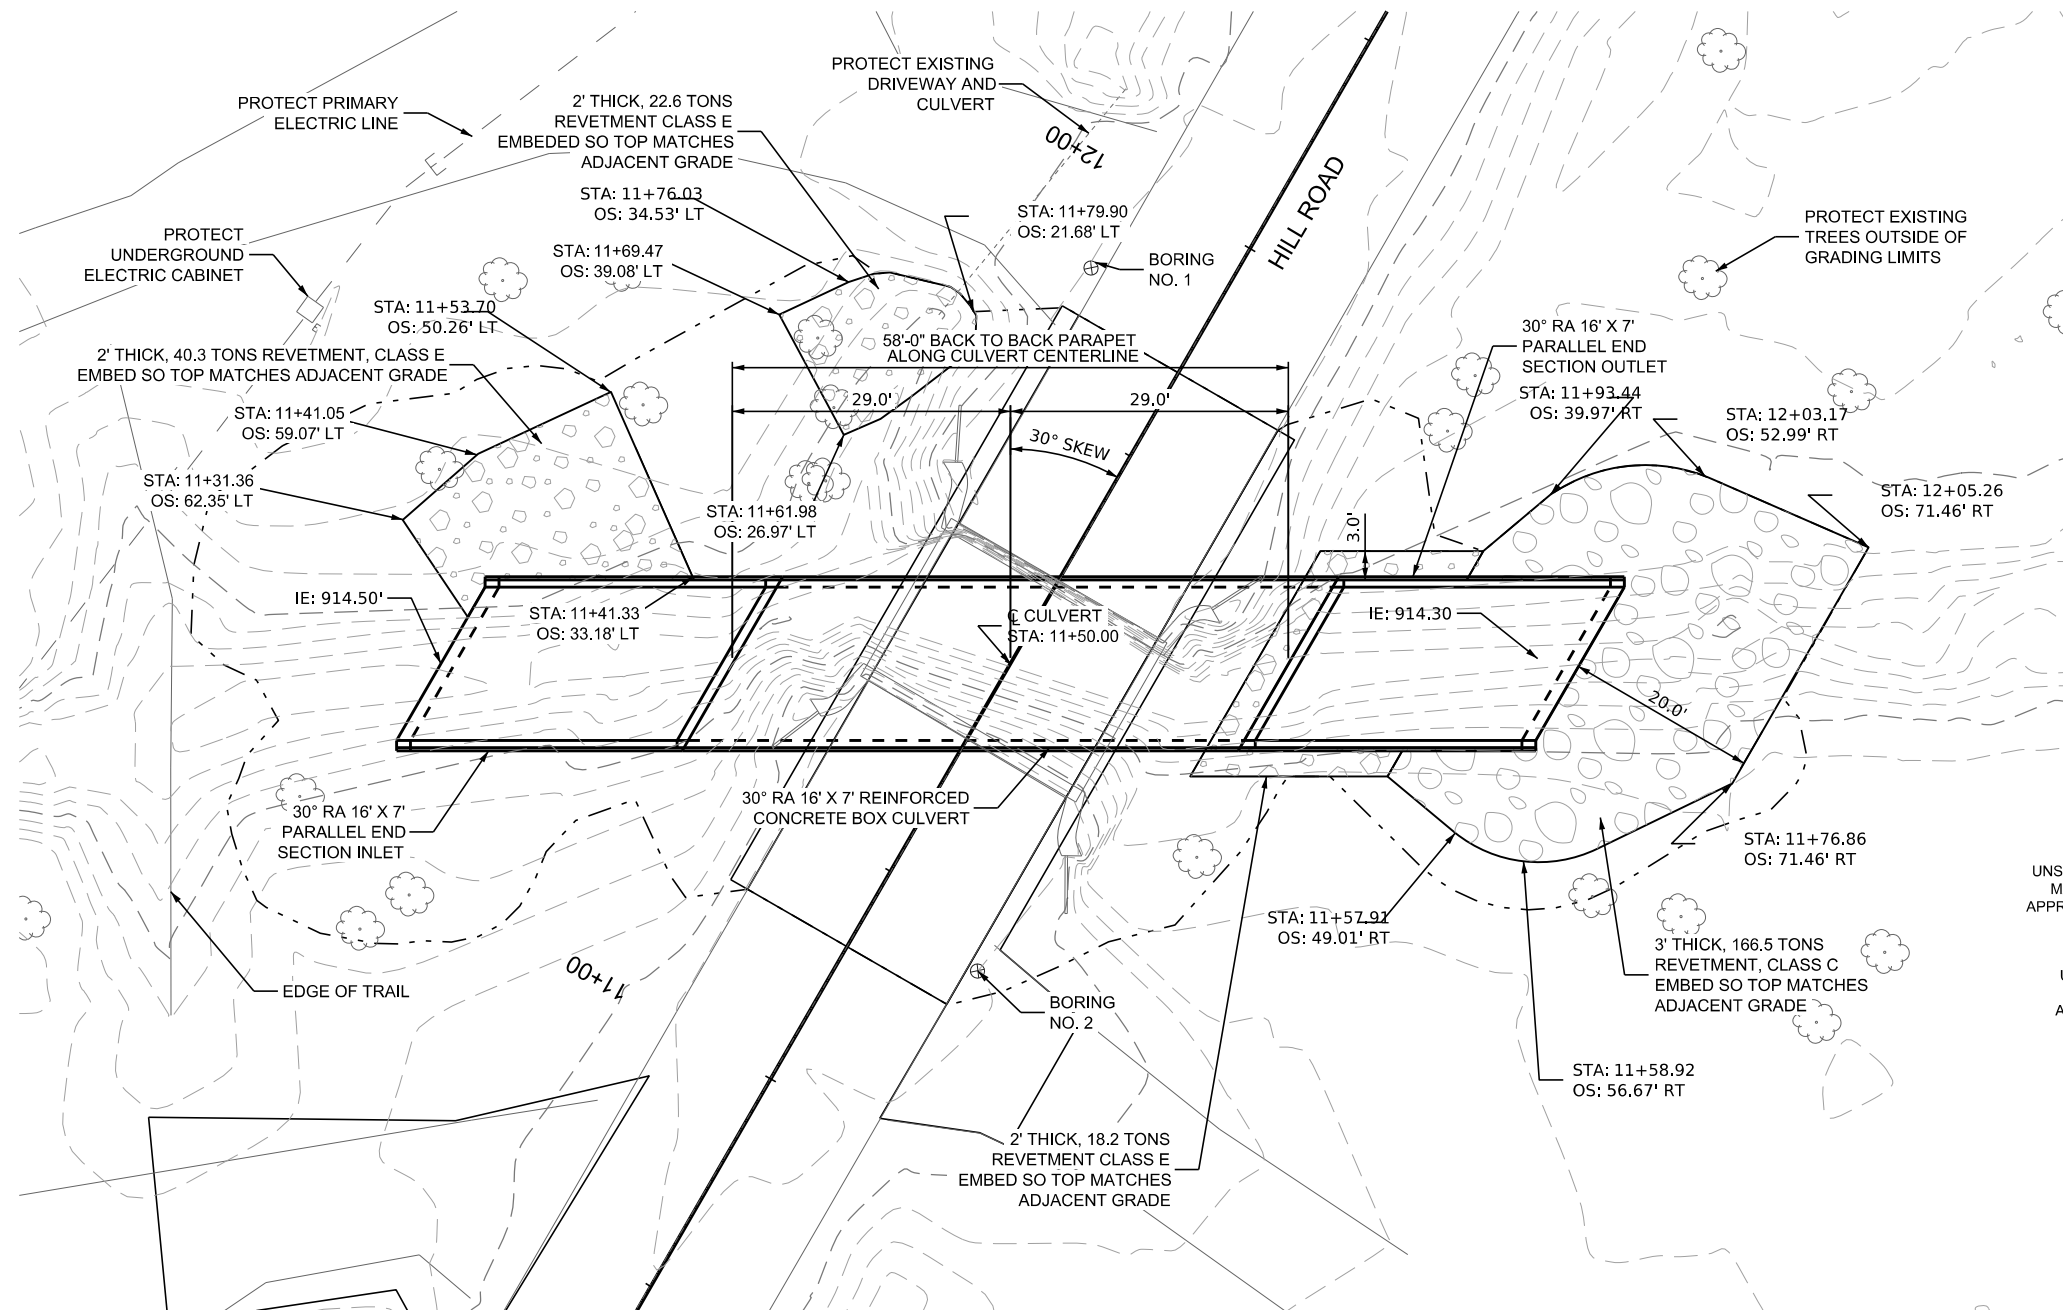 PROTECT EXISTING
DRIVEWAY AND
CULVERT
PROTECT PRIMARY
ELECTRIC LINE
2' THICK, 22.6 TONS
REVETMENT CLASS E
EMBEDED SO TOP MATCHES
ADJACENT GRADE
12+00
E
HILL ROAD
STA: 11+76.03
OS: 34.53' LT
STA: 11+79.90
OS: 21.68' LT
PROTECT EXISTING
TREES OUTSIDE OF
GRADING LIMITS
PROTECT
UNDERGROUND
ELECTRIC CABINET
STA: 11+69.47
OS: 39.08' LT
BORING
NO. 1
E
STA: 11+53.70
OS: 50.26' LT
58'-0" BACK TO BACK PARAPET
ALONG CULVERT CENTERLINE
30° RA 16' X 7'
PARALLEL END
SECTION OUTLET
2' THICK, 40.3 TONS REVETMENT, CLASS E
EMBED SO TOP MATCHES ADJACENT GRADE
29.0'
29.0'
STA: 11+93.44
OS: 39.97' RT
STA: 12+03.17
OS: 52.99' RT
STA: 11+41.05
OS: 59.07' LT
30° SKEW
STA: 11+31.36
OS: 62.35' LT
STA: 12+05.26
OS: 71.46' RT
STA: 11+61.98
OS: 26.97' LT
3.0'
IE: 914.50'
STA: 11+41.33
OS: 33.18' LT
℄ CULVERT
STA: 11+50.00
IE: 914.30
20.0'
30° RA 16' X 7' REINFORCED
CONCRETE BOX CULVERT
30° RA 16' X 7'
PARALLEL END
SECTION INLET
STA: 11+76.86
OS: 71.46' RT
UNS
M
APPR
STA: 11+57.91
OS: 49.01' RT
3' THICK, 166.5 TONS
REVETMENT, CLASS C
EMBED SO TOP MATCHES
ADJACENT GRADE
11+00
EDGE OF TRAIL
BORING
NO. 2
A
STA: 11+58.92
OS: 56.67' RT
2' THICK, 18.2 TONS
REVETMENT CLASS E
EMBED SO TOP MATCHES
ADJACENT GRADE